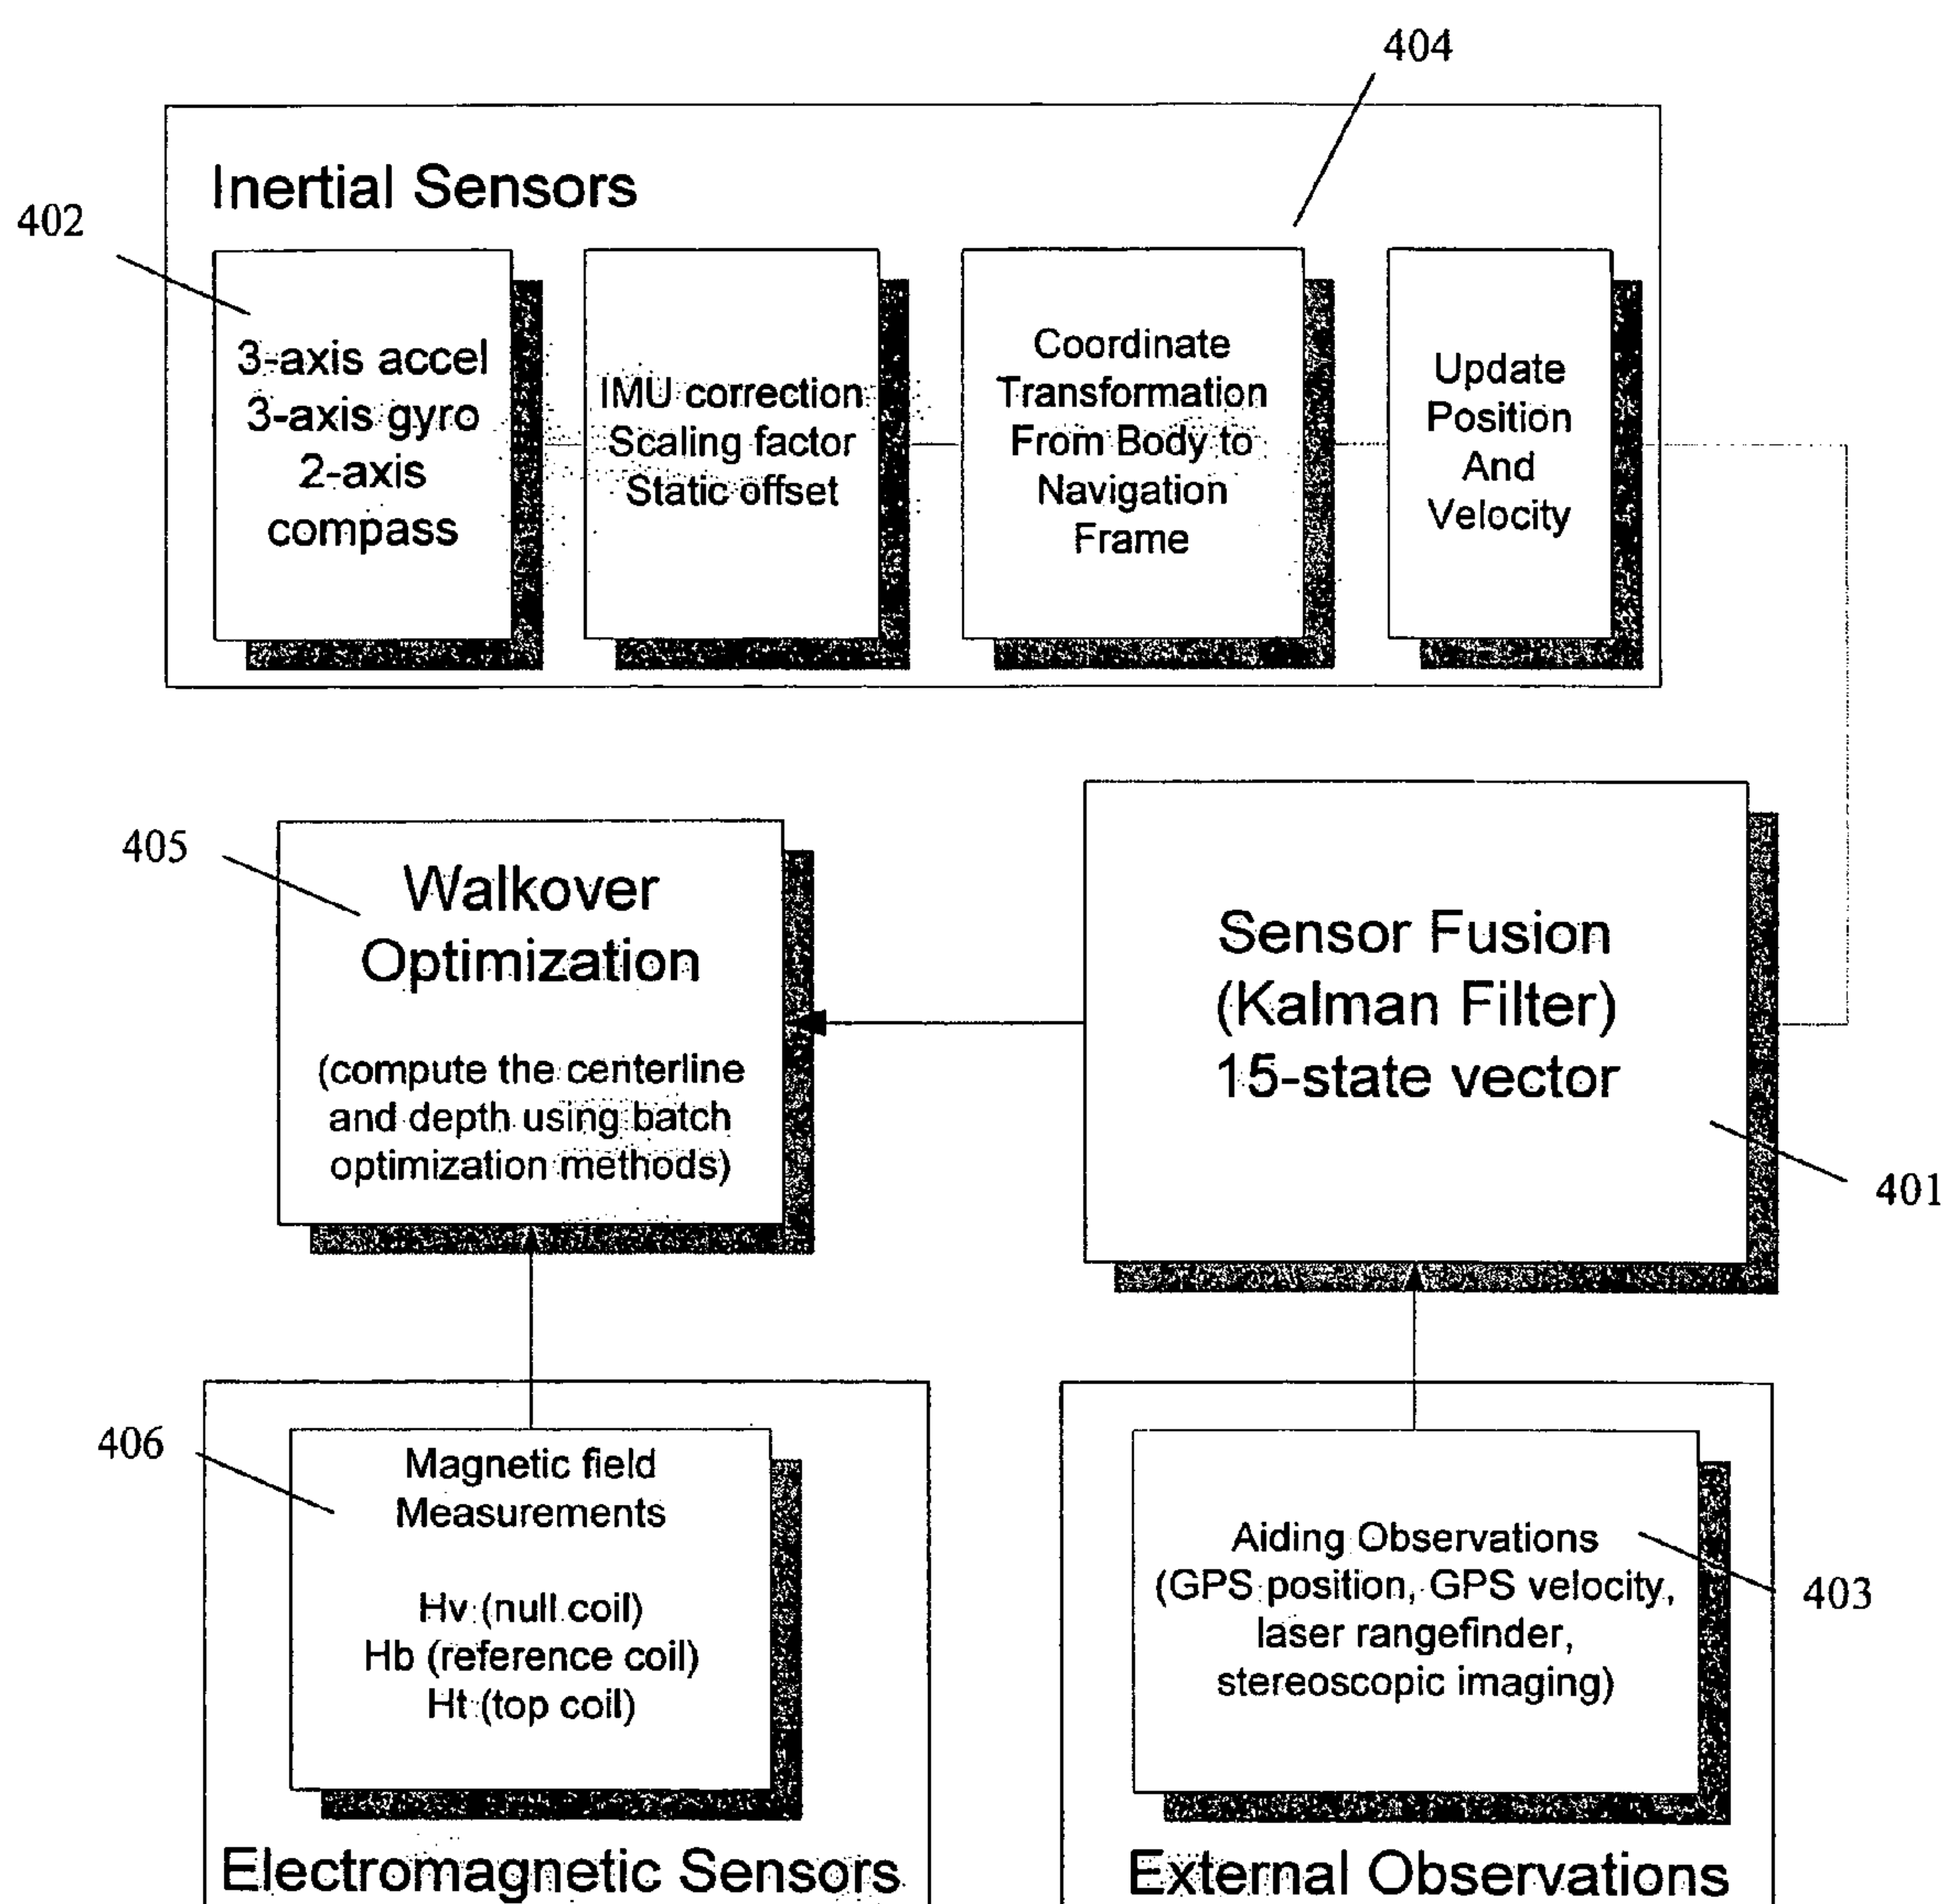 404
Inertial Sensors
402
3-axis accel
3-axis gyro
2-axis
compass
IMU correction
Scaling factor
Static offset
Coordinate
Transformation
From Body to
Navigation
Frame
Update
Position
And
Velocity
405
Walkover
Optimization
(compute the centerline
and depth using batch
optimization methods)
Sensor Fusion
(Kalman Filter)
15-state vector
401
406
Magnetic field
Measurements
Hv (null coil)
Hb (reference coil)
Ht (top coil)
Electromagnetic Sensors
Aiding Observations
(GPS position, GPS velocity,
laser rangefinder,
stereoscopic imaging)
403
External Observations